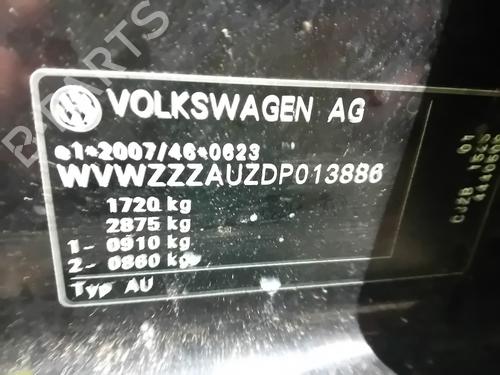 VOLKSWAGEN AG
e1*2007/46*0623
WVWZZZAUZDP013886
1720 kg
2875 kg
1- 0910 kg
2- 0860 kg
Typ AU
B PARTS